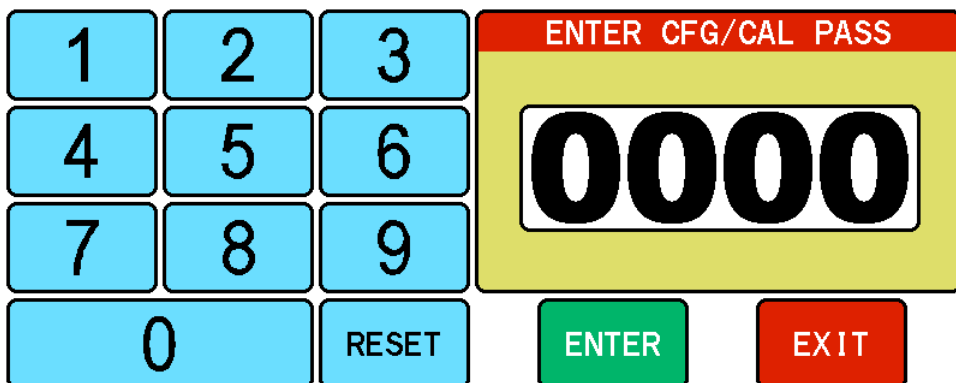 1 2 3 ENTER CFG/CAL PASS
4 5 6 0000
7 8 9
0 RESET ENTER EXIT